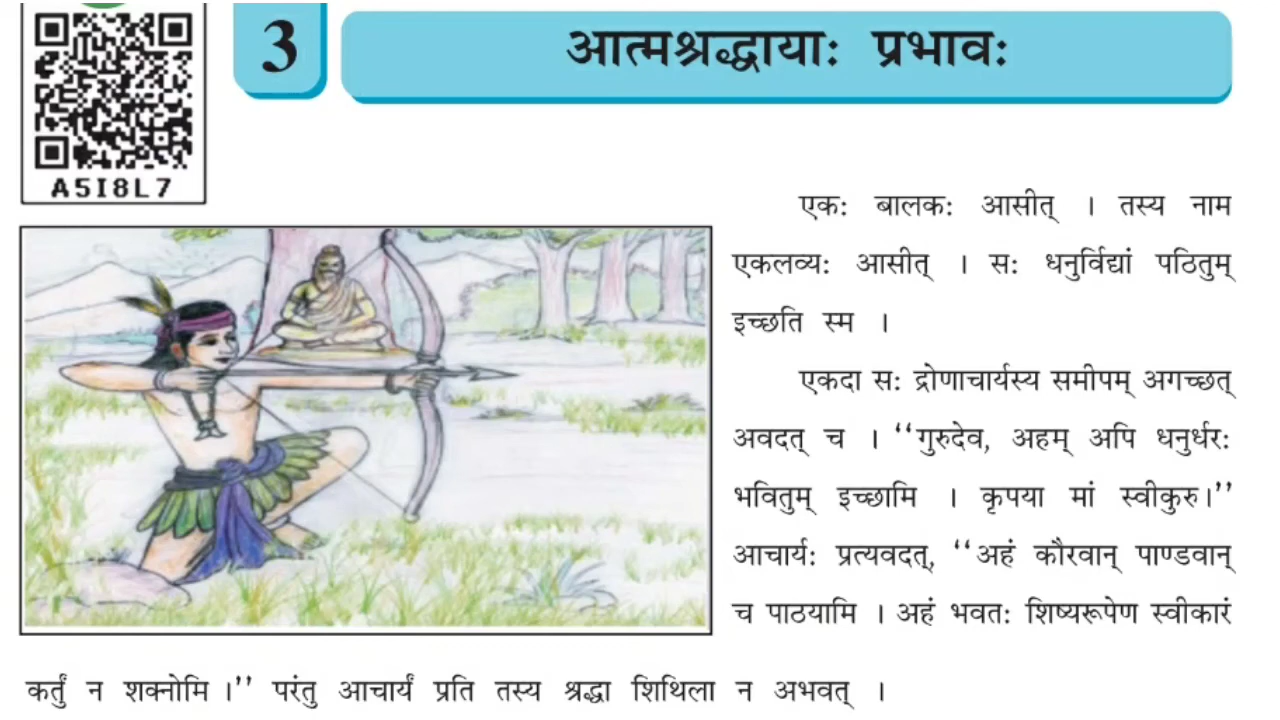 A5I8L7
3
आत्मश्रद्धायाः प्रभावः
एकः बालकः आसीत् । तस्य नाम
एकलव्यः आसीत् । सः धनुर्विद्यां पठितुम्
इच्छति स्म ।
एकदा सः द्रोणाचार्यस्य समीपम् अगच्छत्
अवदत् च । ‘‘गुरुदेव, अहम् अपि धनुर्धरः
भवितुम् इच्छामि । कृपया मां स्वीकुरु।’’
आचार्यः प्रत्यवदत्, ‘‘अहं कौरवान् पाण्डवान्
च पाठयामि । अहं भवतः शिष्यरूपेण स्वीकारं
कर्तुं न शक्नोमि ।’’ परंतु आचार्यं प्रति तस्य श्रद्धा शिथिला न अभवत् ।